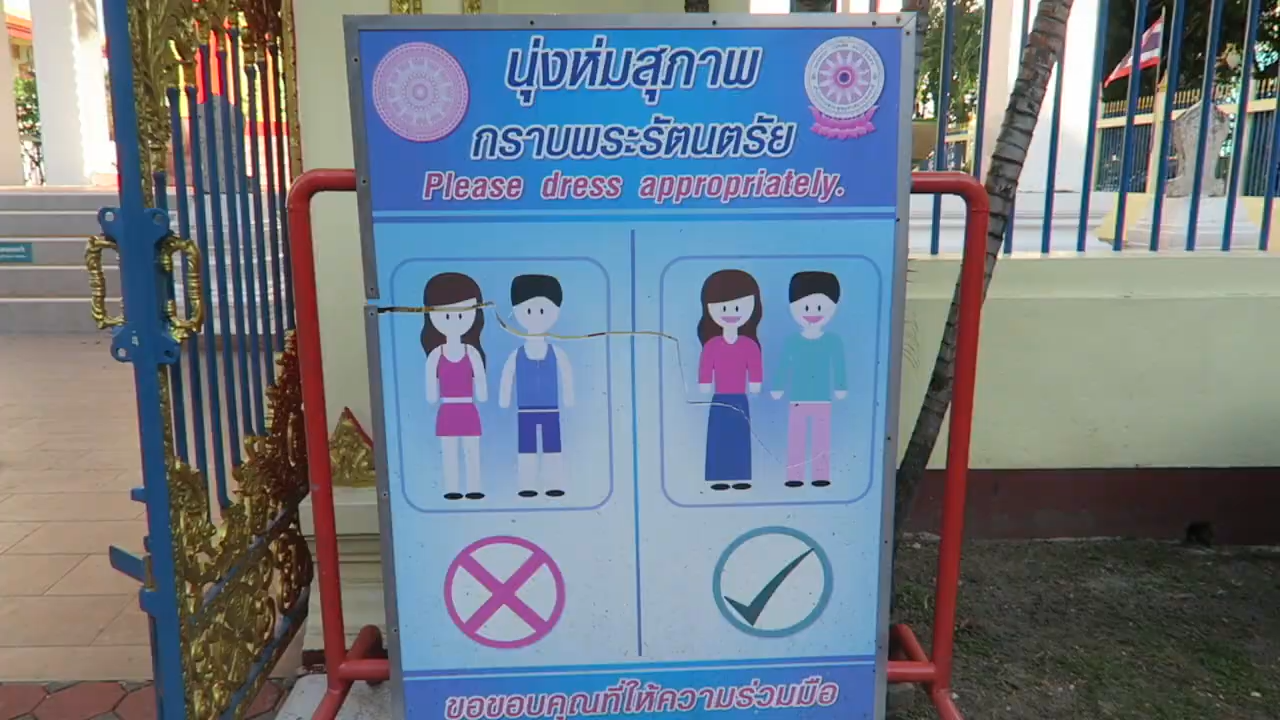 นุ่งห่มสุภาพ
กราบพระรัตนตรัย
Please dress appropriately.
ขอขอบคุณที่ให้ความร่วมมือ